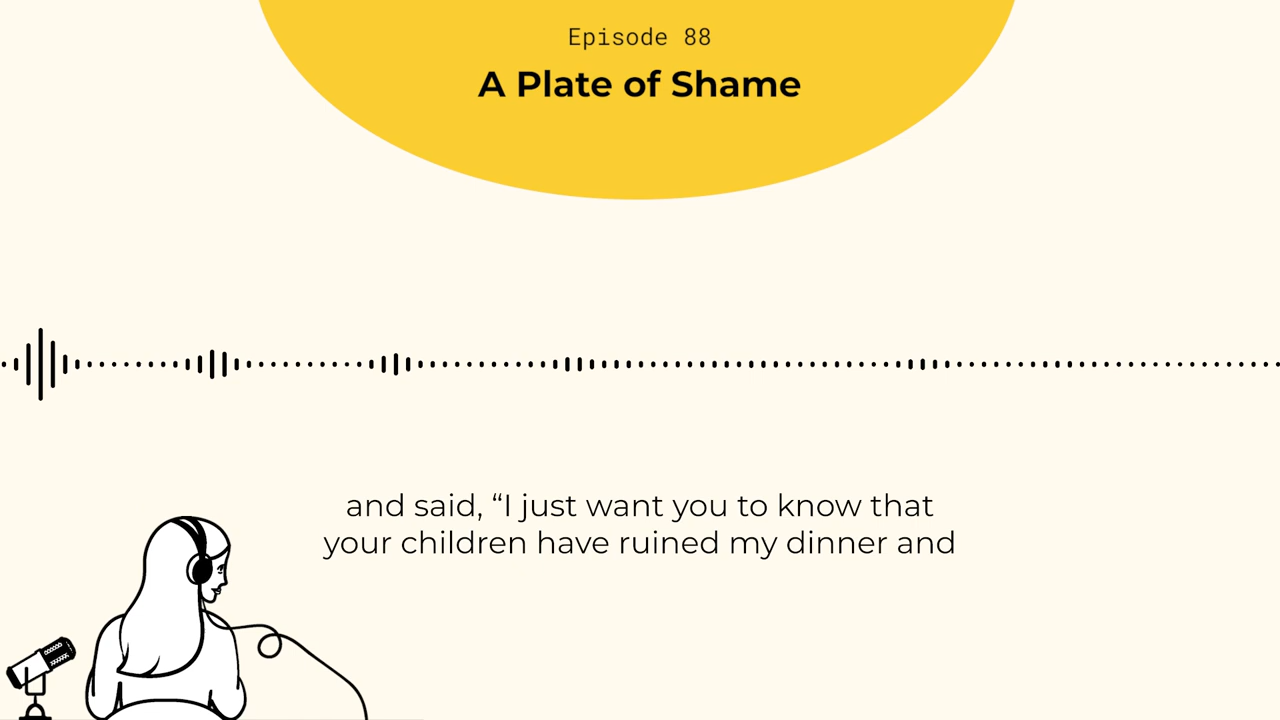 Episode 88
A Plate of Shame
and said, “I just want you to know that
your children have ruined my dinner and